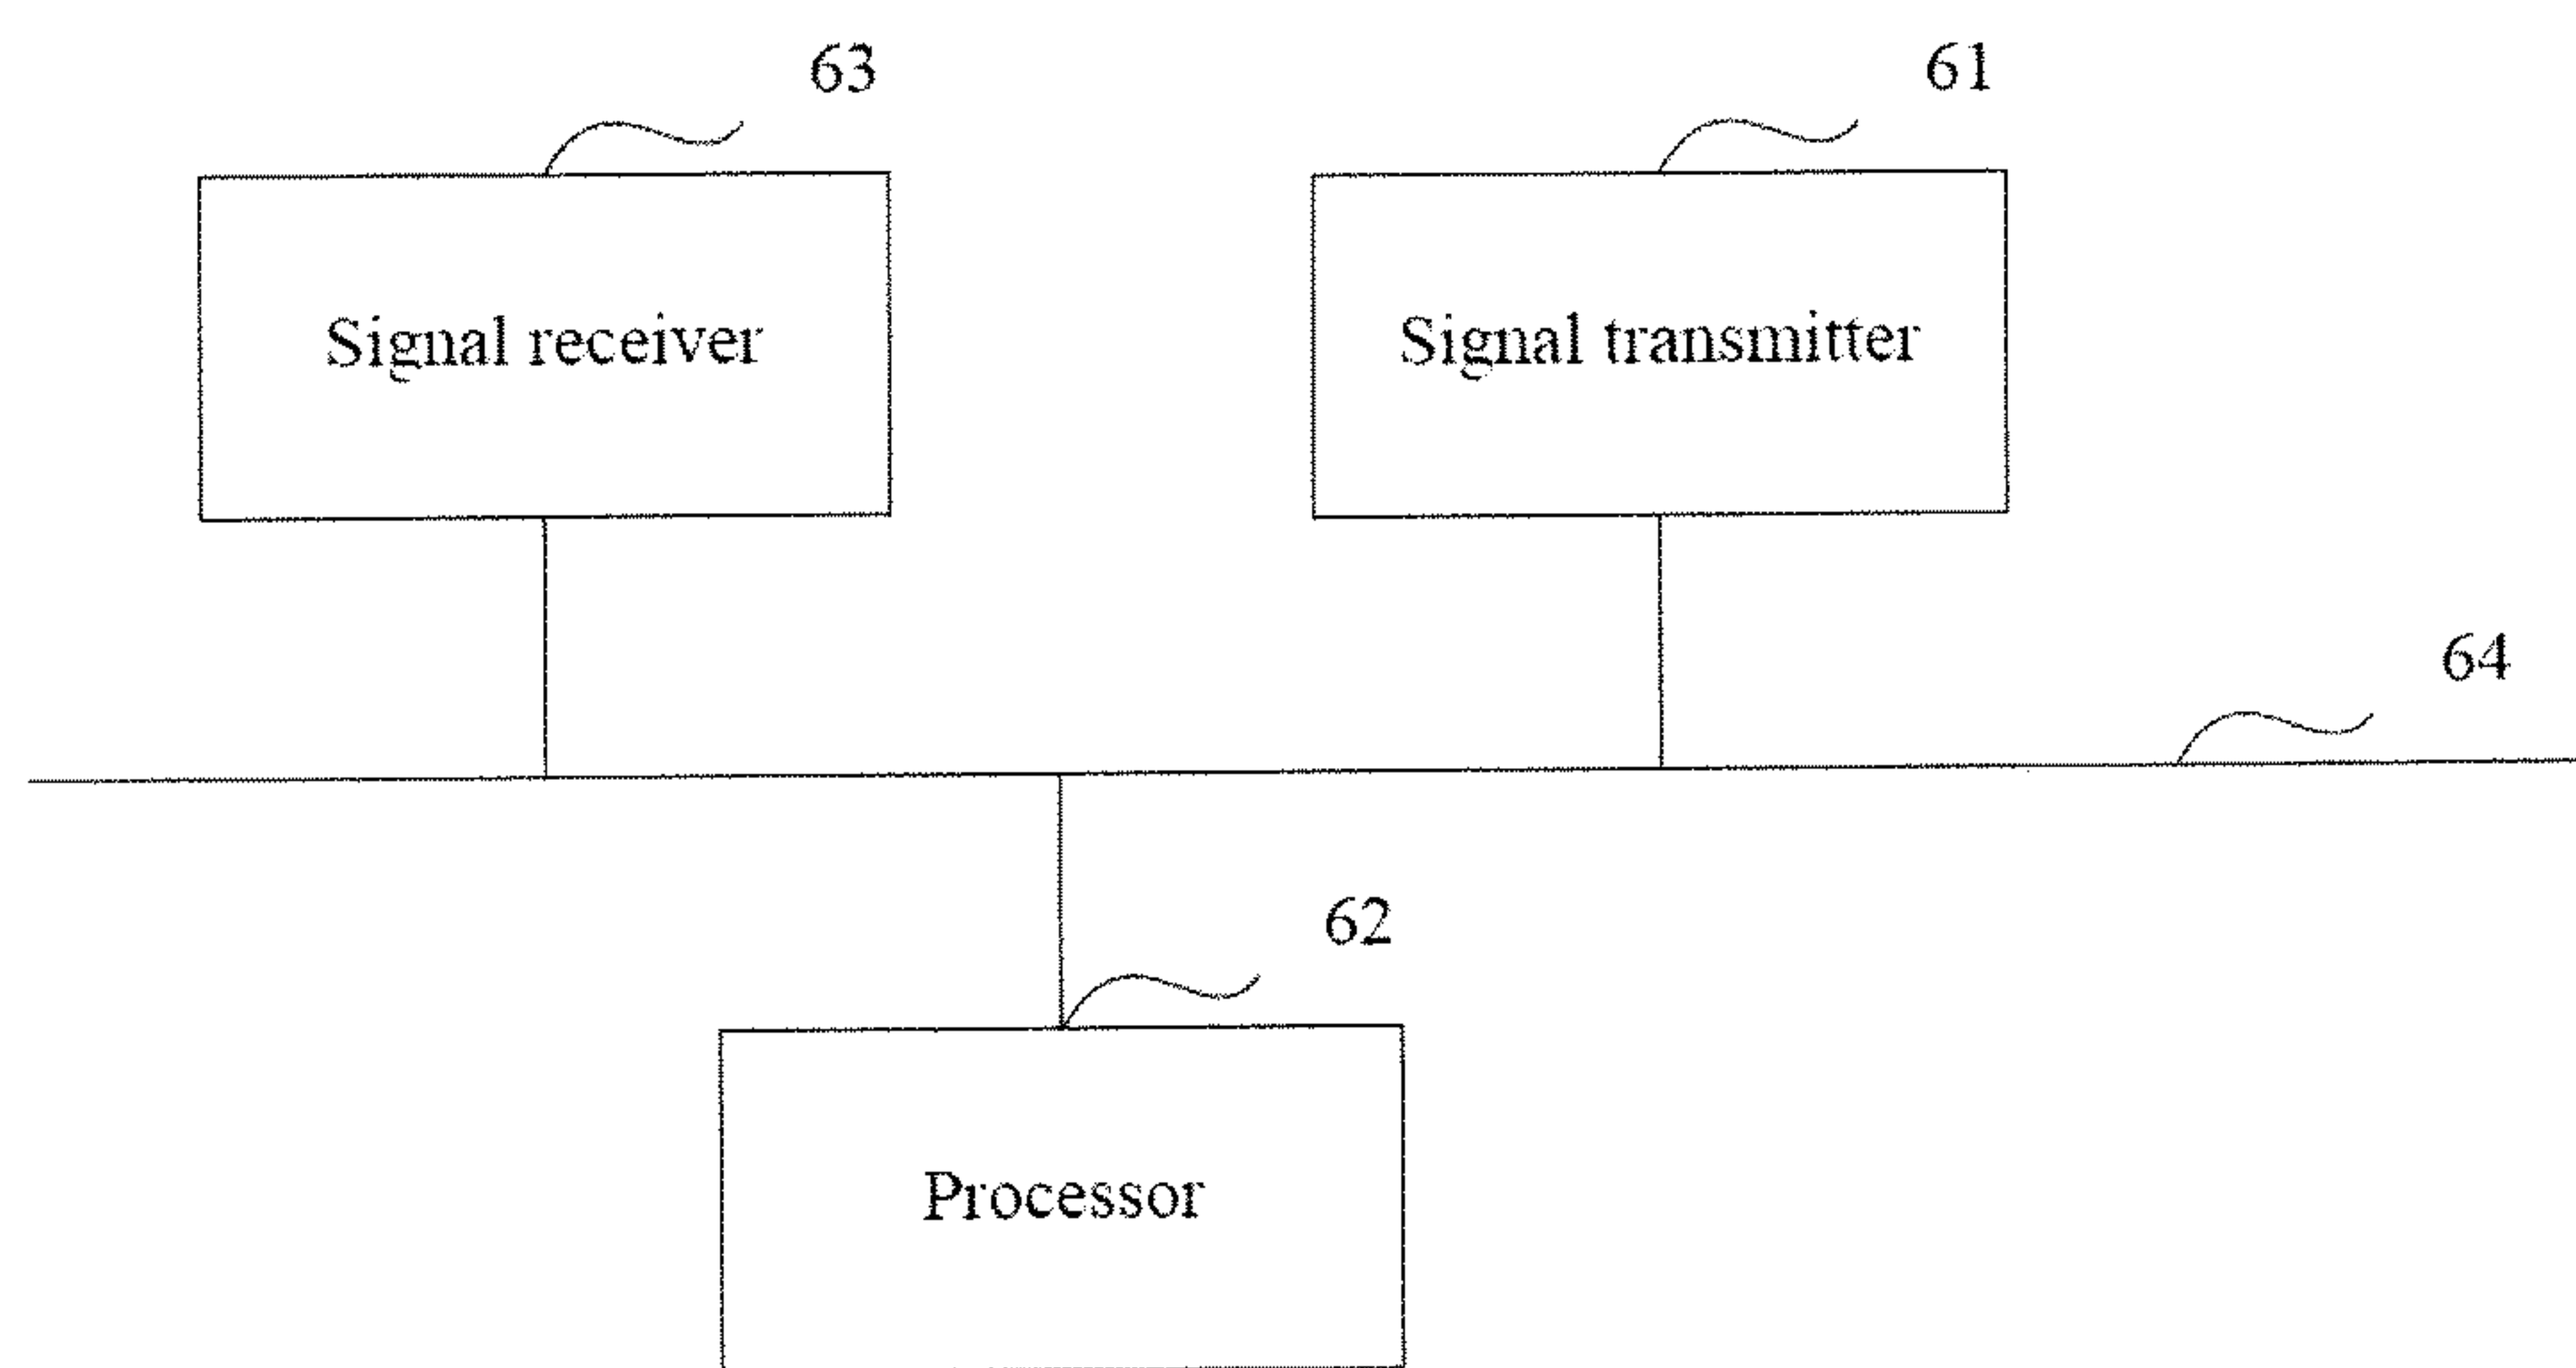 63
61
Signal receiver
Signal transmitter
64
62
Processor